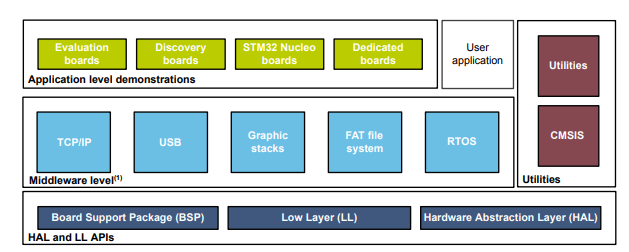 Evaluation
boards
Discovery
boards
STM32 Nucleo
boards
Dedicated
boards
Application level demonstrations
User
application
Utilities
CMSIS
Utilities
TCP/IP
USB
Graphic
stacks
FAT file
system
RTOS
Middleware level(1)
Board Support Package (BSP)
Low Layer (LL)
Hardware Abstraction Layer (HAL)
HAL and LL APIs